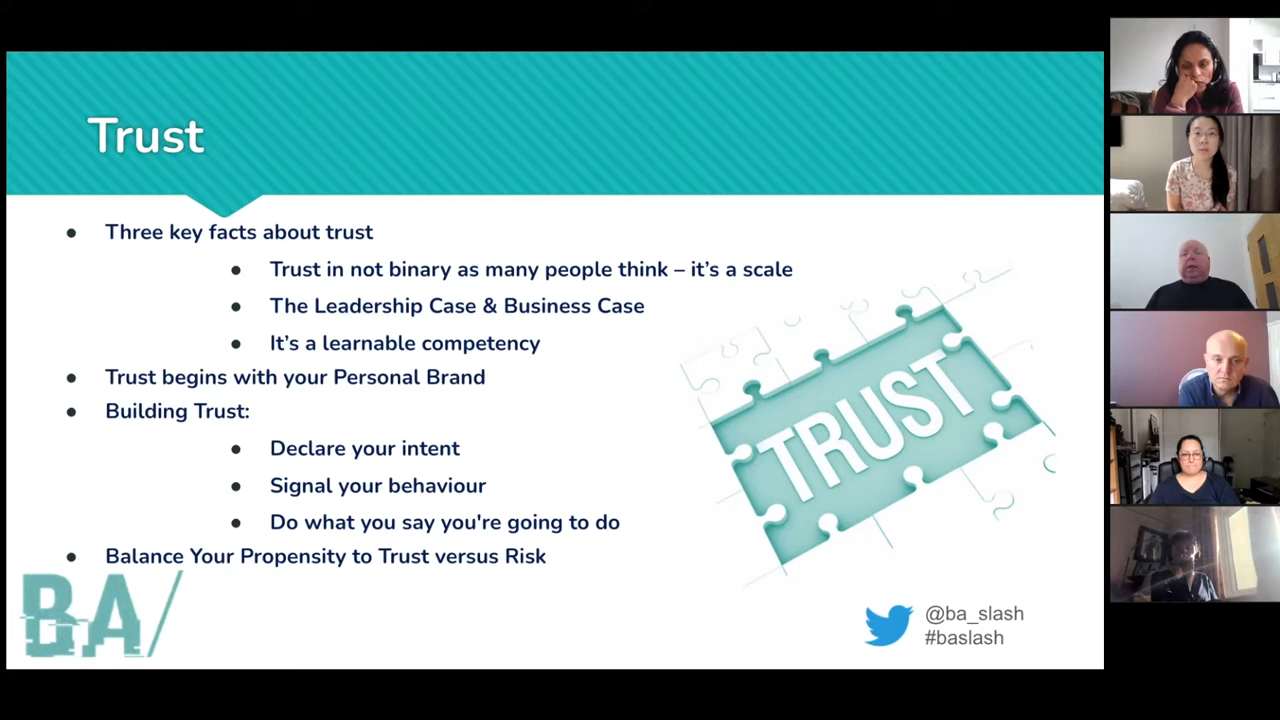 Trust
Three key facts about trust
Trust in not binary as many people think – it's a scale
The Leadership Case & Business Case
It's a learnable competency
Trust begins with your Personal Brand
Building Trust:
Declare your intent
Signal your behaviour
Do what you say you're going to do
Balance Your Propensity to Trust versus Risk
TRUST
BA/
@ba_slash
#baslash